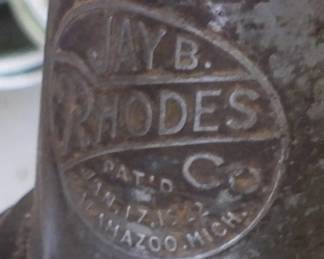 JAY B.
RHODES
Co
PAT'D
JAN. 17. 1922
KALAMAZOO. MICH.